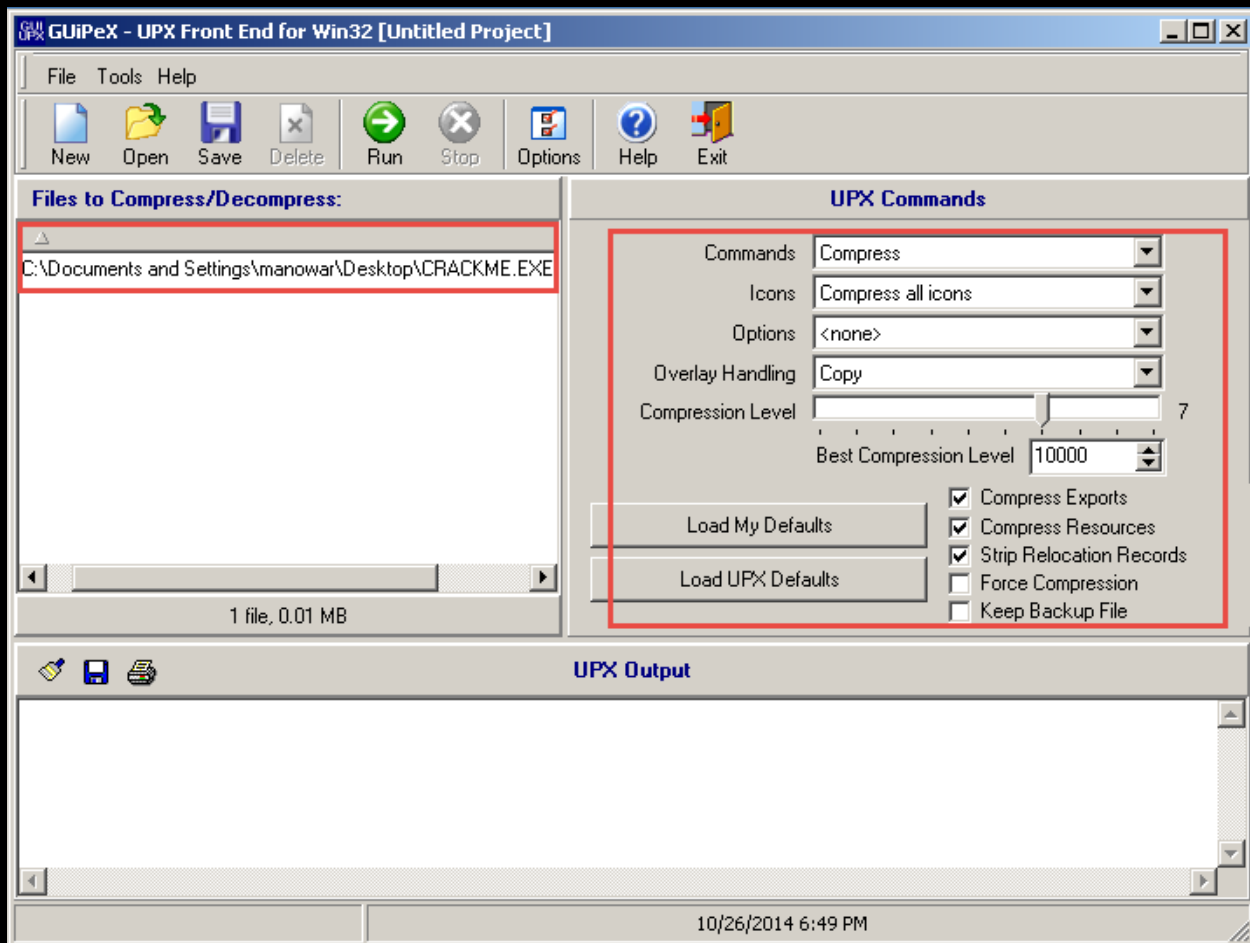 GUI UPX GUiPeX - UPX Front End for Win32 [Untitled Project]
File Tools Help
New Open Save Delete Run Stop Options Help Exit
Files to Compress/Decompress:
C:\Documents and Settings\manowar\Desktop\CRACKME.EXE
1 file, 0.01 MB
UPX Commands
Commands Compress
Icons Compress all icons
Options <none>
Overlay Handling Copy
Compression Level 7
Best Compression Level 10000
Load My Defaults
Load UPX Defaults
Compress Exports
Compress Resources
Strip Relocation Records
Force Compression
Keep Backup File
UPX Output
10/26/2014 6:49 PM